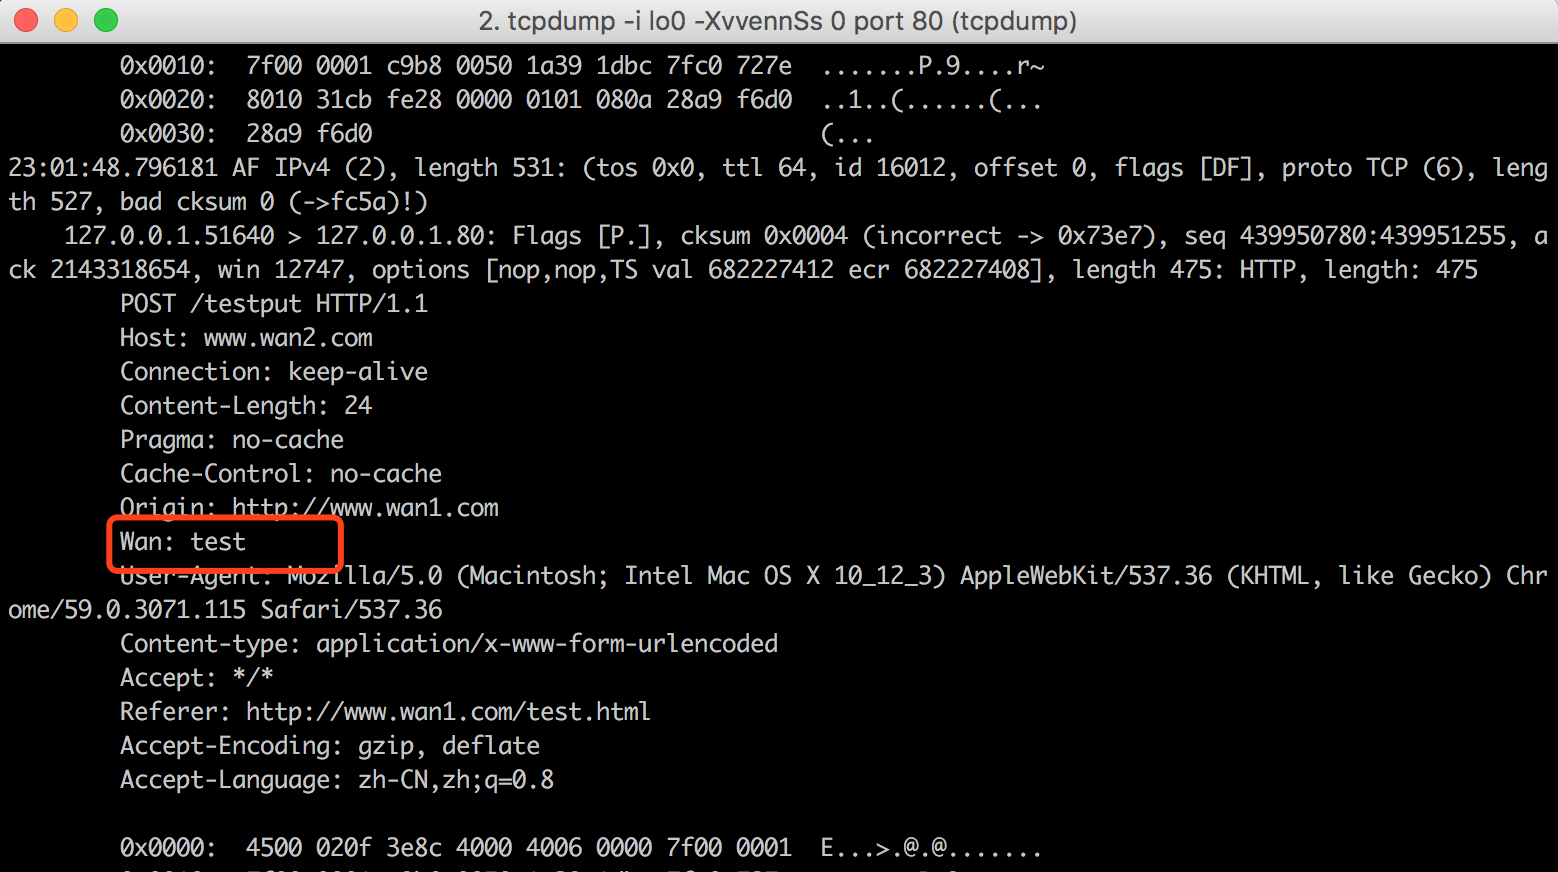 2. tcpdump -i lo0 -XvvennSs 0 port 80 (tcpdump)
0x0010:  7f00 0001 c9b8 0050 1a39 1dbc 7fc0 727e  .......P.9....r~
0x0020:  8010 31cb fe28 0000 0101 080a 28a9 f6d0  ..1..(......(...
0x0030:  28a9 f6d0                                (...
23:01:48.796181 AF IPv4 (2), length 531: (tos 0x0, ttl 64, id 16012, offset 0, flags [DF], proto TCP (6), leng
th 527, bad cksum 0 (->fc5a)!)
127.0.0.1.51640 > 127.0.0.1.80: Flags [P.], cksum 0x0004 (incorrect -> 0x73e7), seq 439950780:439951255, a
ck 2143318654, win 12747, options [nop,nop,TS val 682227412 ecr 682227408], length 475: HTTP, length: 475
POST /testput HTTP/1.1
Host: www.wan2.com
Connection: keep-alive
Content-Length: 24
Pragma: no-cache
Cache-Control: no-cache
Origin: http://www.wan1.com
Wan: test
User-Agent: Mozilla/5.0 (Macintosh; Intel Mac OS X 10_12_3) AppleWebKit/537.36 (KHTML, like Gecko) Chr
ome/59.0.3071.115 Safari/537.36
Content-type: application/x-www-form-urlencoded
Accept: */*
Referer: http://www.wan1.com/test.html
Accept-Encoding: gzip, deflate
Accept-Language: zh-CN,zh;q=0.8
0x0000:  4500 020f 3e8c 4000 4006 0000 7f00 0001  E...>.@.@.......